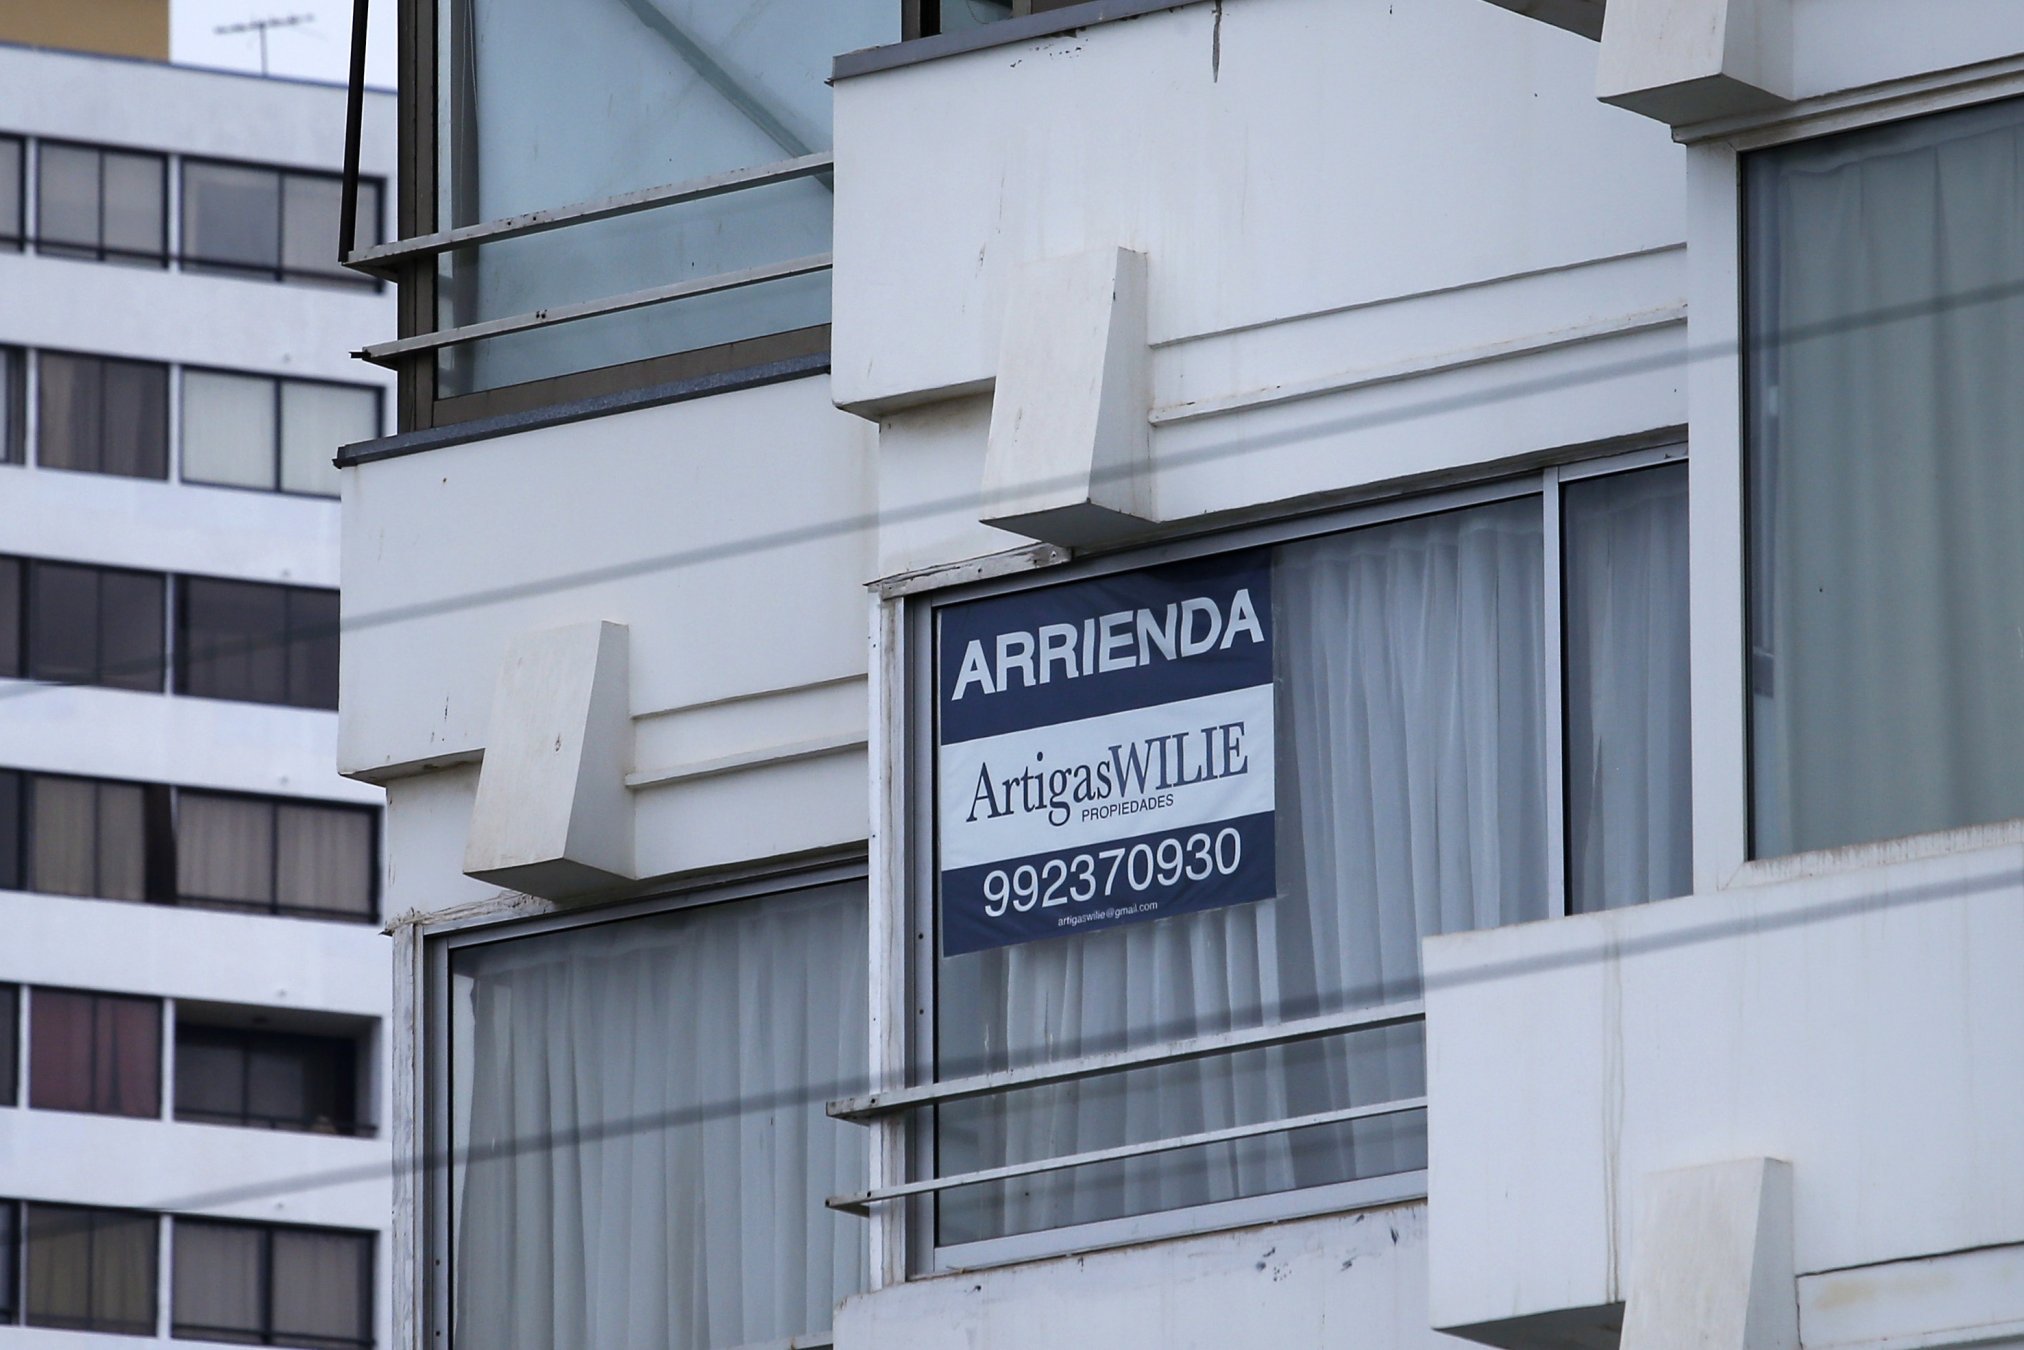 ARRIENDA
ArtigasWILIE
PROPIEDADES
992370930
artigaswilie@gmail.com